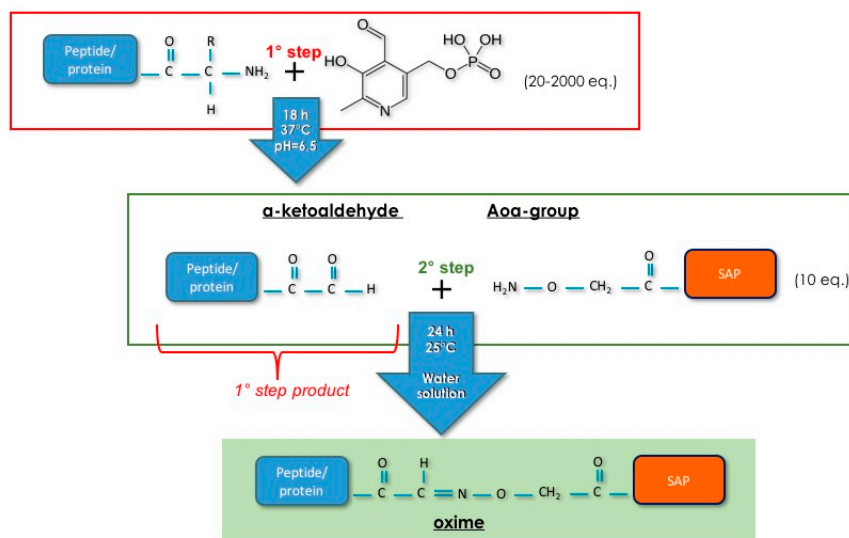 Peptide/
protein
O
C
R
C
H
NH₂
1° step
+
O
HO
N
O
HO OH
P
O
(20-2000 eq.)
18 h
37°C
pH=6,5
α-ketoaldehyde
Aoa-group
Peptide/
protein
O O
C C H
2° step
+
H₂N O CH₂ C
O
SAP
(10 eq.)
1° step product
24 h
25°C
Water
solution
Peptide/
protein
O H O
C C N O CH₂ C
SAP
oxime